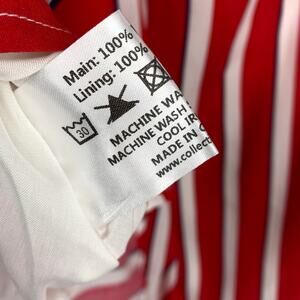 Main: 100%
Lining: 100%
30
MACHINE WA
MACHINE WASH
COOL IR
MADE IN
www.collect